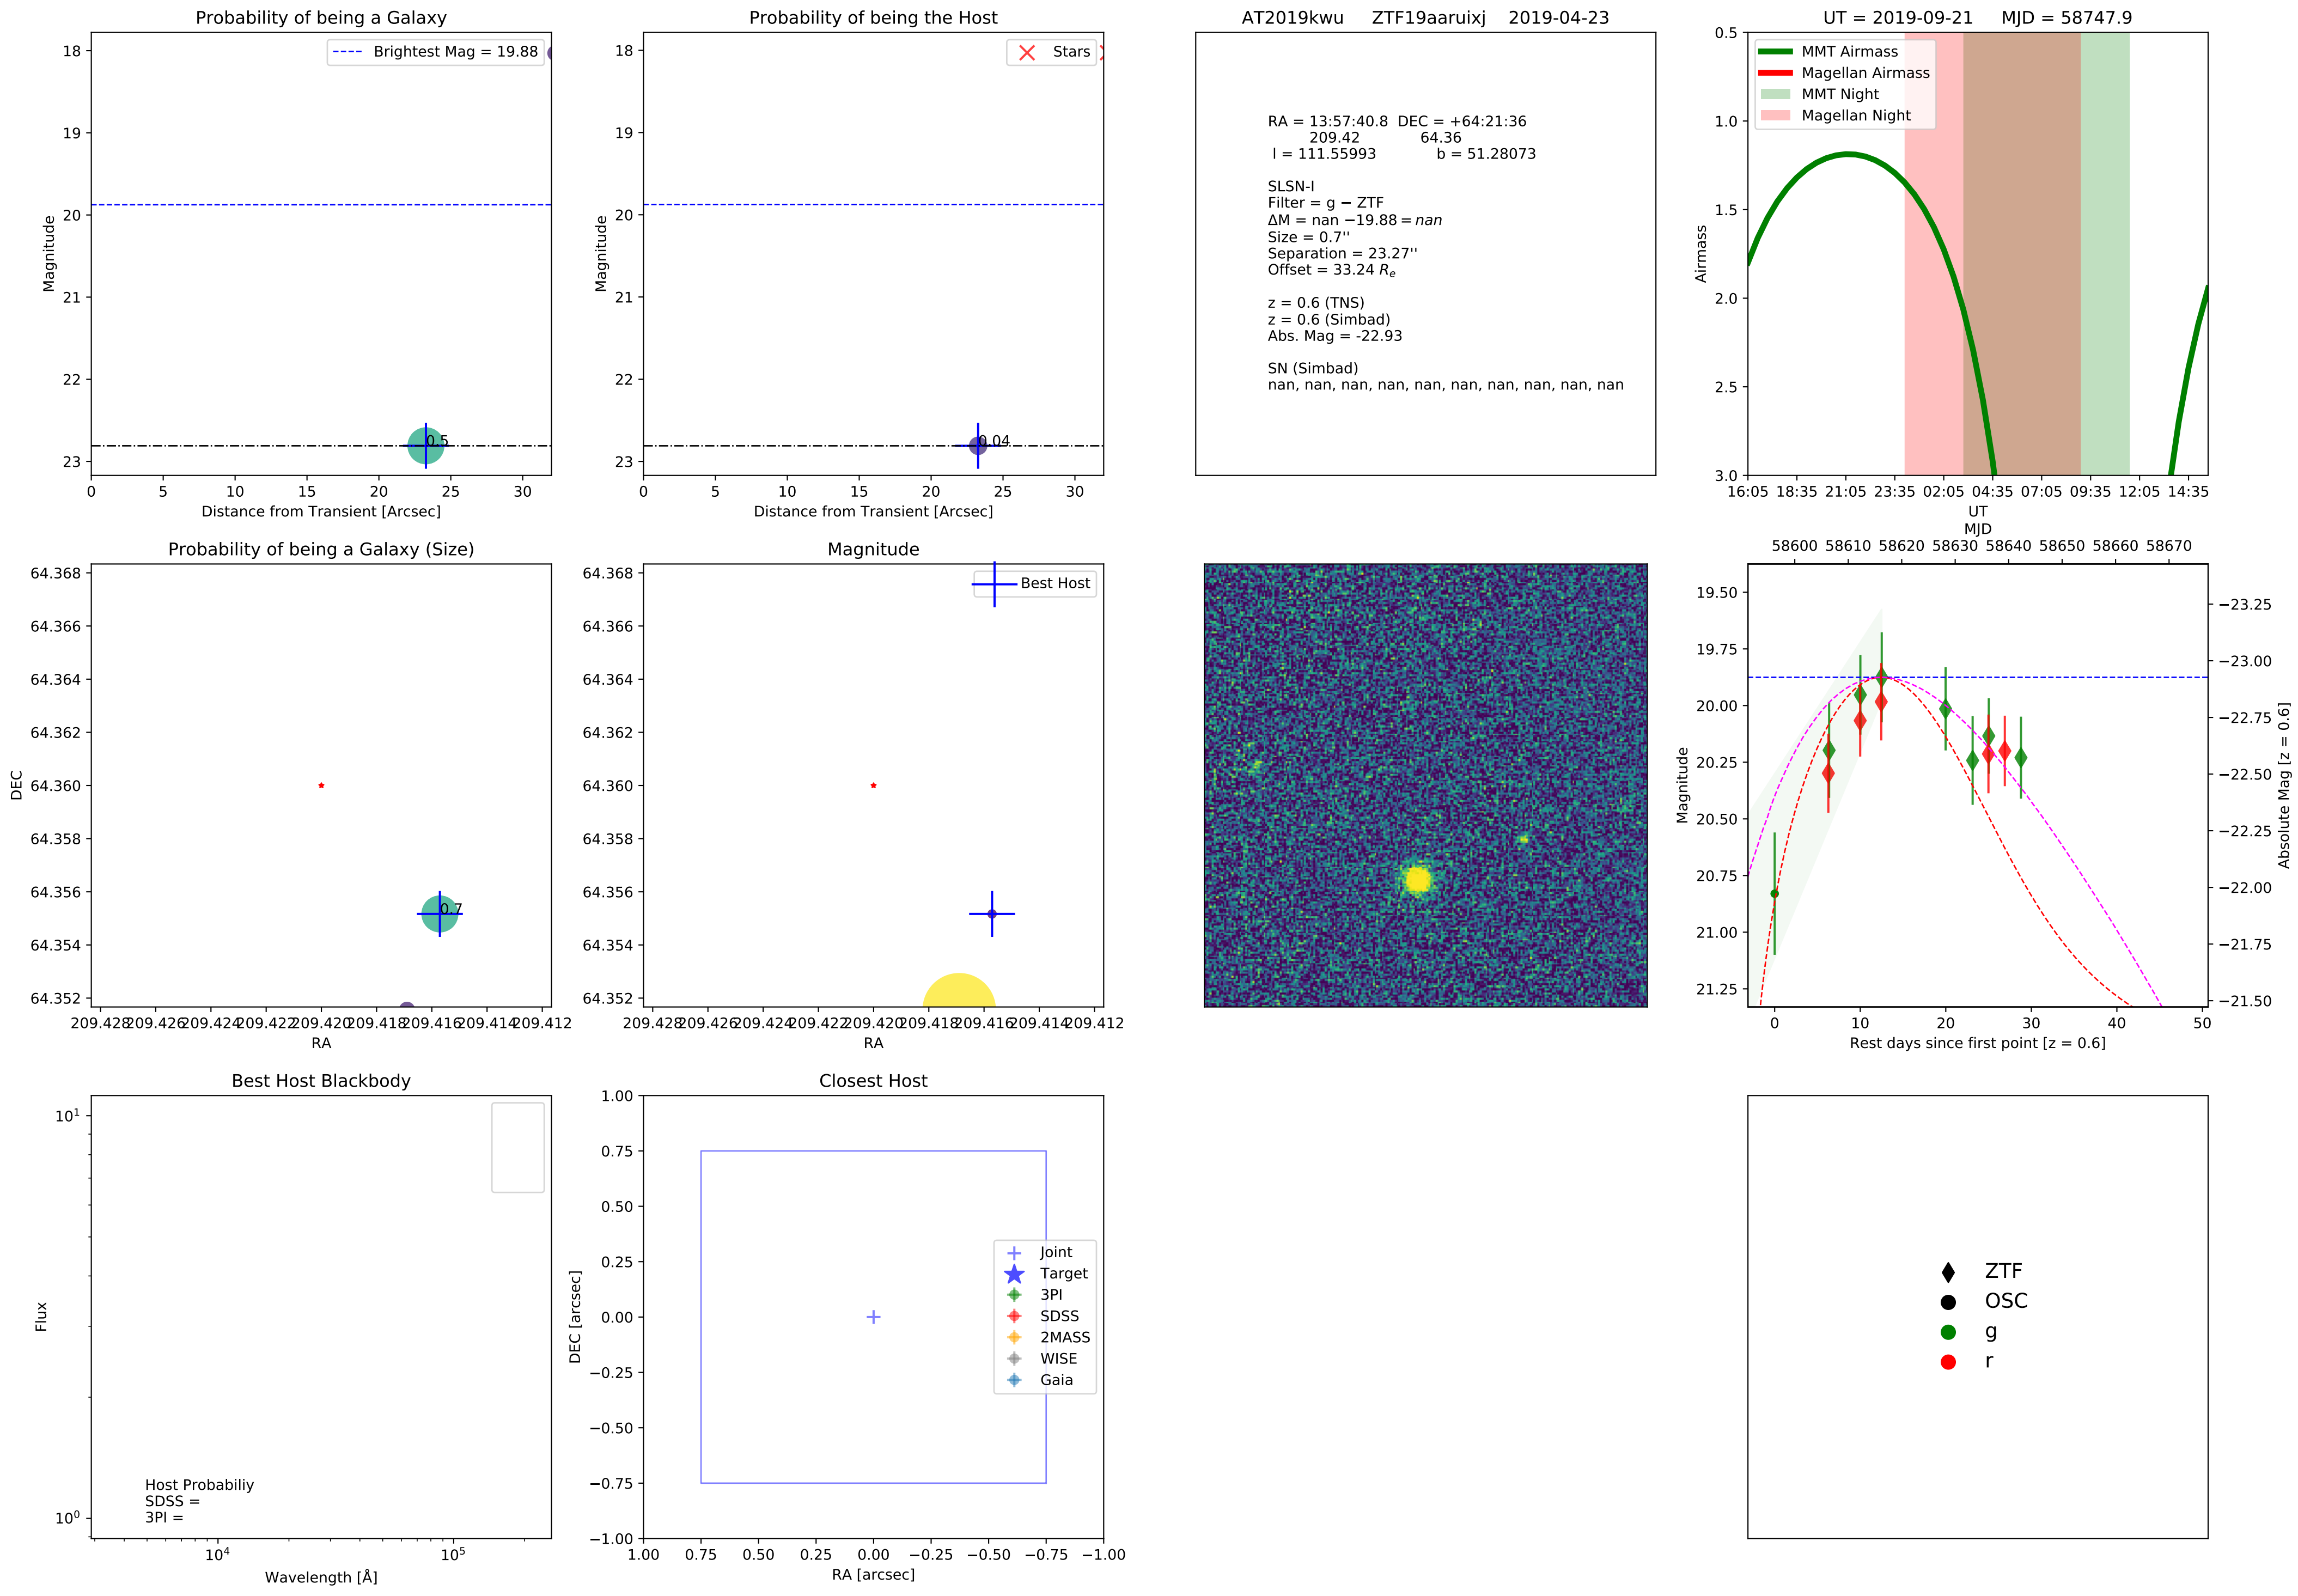 Probability of being a Galaxy
Brightest Mag = 19.88
18
19
20
21
22
23
Magnitude
0.5
0
5
10
15
20
25
30
Distance from Transient [Arcsec]
Probability of being the Host
Stars
18
19
20
21
22
23
Magnitude
0.04
0
5
10
15
20
25
30
Distance from Transient [Arcsec]
AT2019kwu ZTF19aaruixj 2019-04-23
RA = 13:57:40.8 DEC = +64:21:36
209.42 64.36
l = 111.55993 b = 51.28073
SLSN-I
Filter = g − ZTF
ΔM = nan −19.88 = nan
Size = 0.7''
Separation = 23.27''
Offset = 33.24 Re
z = 0.6 (TNS)
z = 0.6 (Simbad)
Abs. Mag = -22.93
SN (Simbad)
nan, nan, nan, nan, nan, nan, nan, nan, nan, nan
UT = 2019-09-21 MJD = 58747.9
MMT Airmass
Magellan Airmass
MMT Night
Magellan Night
0.5
1.0
1.5
2.0
2.5
3.0
Airmass
16:05
18:35
21:05
23:35
02:05
04:35
07:05
09:35
12:05
14:35
UT
Probability of being a Galaxy (Size)
64.368
64.366
64.364
64.362
64.360
64.358
64.356
64.354
64.352
DEC
0.7
209.428
209.426
209.424
209.422
209.420
209.418
209.416
209.414
209.412
RA
Magnitude
Best Host
64.368
64.366
64.364
64.362
64.360
64.358
64.356
64.354
64.352
209.428
209.426
209.424
209.422
209.420
209.418
209.416
209.414
209.412
RA
MJD
58600
58610
58620
58630
58640
58650
58660
58670
19.50
19.75
20.00
20.25
20.50
20.75
21.00
21.25
Magnitude
−23.25
−23.00
−22.75
−22.50
−22.25
−22.00
−21.75
−21.50
Absolute Mag [z = 0.6]
0
10
20
30
40
50
Rest days since first point [z = 0.6]
Best Host Blackbody
10^1
10^0
Flux
Host Probabiliy
SDSS =
3PI =
10^4
10^5
Wavelength [Å]
Closest Host
1.00
0.75
0.50
0.25
0.00
−0.25
−0.50
−0.75
−1.00
DEC [arcsec]
Joint
Target
3PI
SDSS
2MASS
WISE
Gaia
1.00
0.75
0.50
0.25
0.00
−0.25
−0.50
−0.75
−1.00
RA [arcsec]
ZTF
OSC
g
r